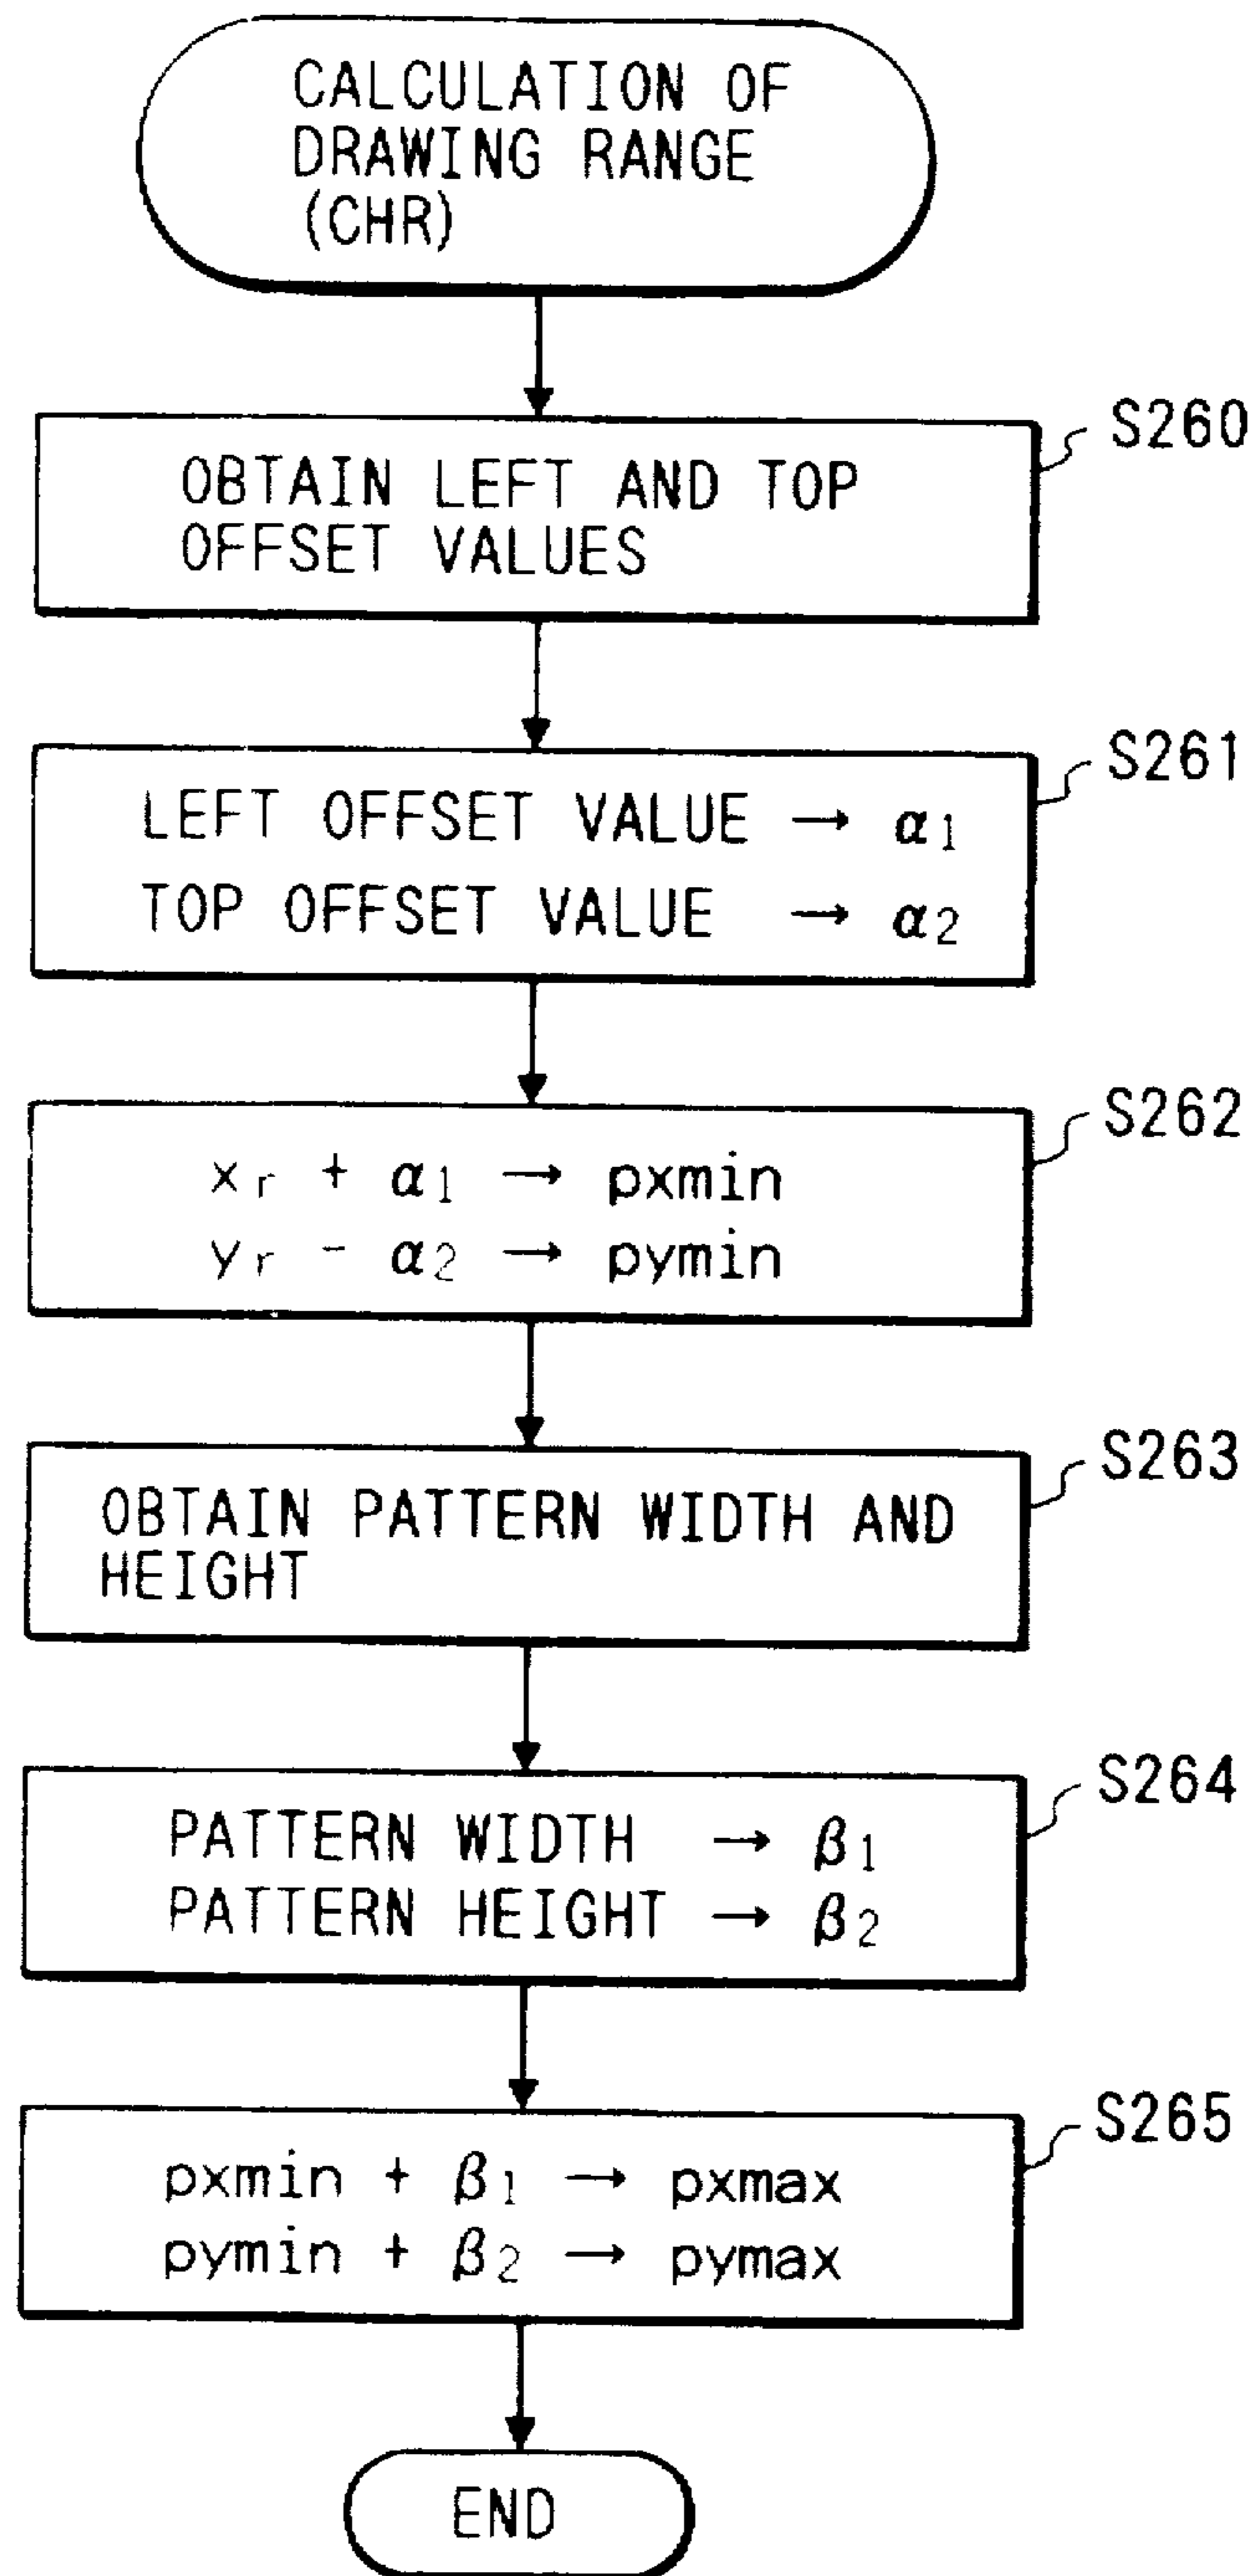 CALCULATION OF
DRAWING RANGE
(CHR)
S260
OBTAIN LEFT AND TOP
OFFSET VALUES
S261
LEFT OFFSET VALUE → α₁
TOP OFFSET VALUE → α₂
S262
xᵣ + α₁ → pxmin
yᵣ - α₂ → pymin
S263
OBTAIN PATTERN WIDTH AND
HEIGHT
S264
PATTERN WIDTH → β₁
PATTERN HEIGHT → β₂
S265
pxmin + β₁ → pxmax
pymin + β₂ → pymax
END